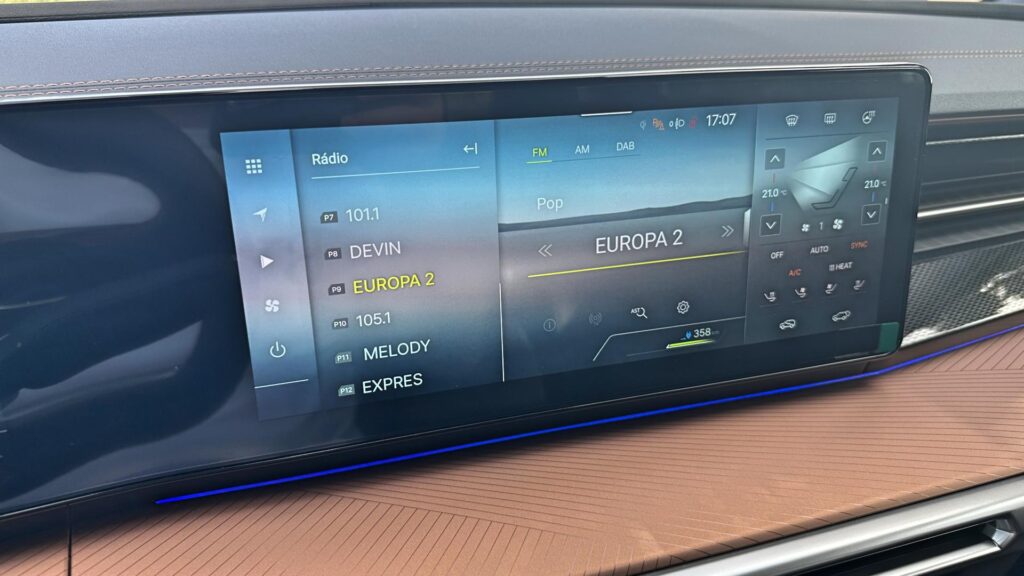 Rádio
P7 101.1
P8 DEVIN
P9 EUROPA 2
P10 105.1
P11 MELODY
P12 EXPRES
17:07
FM AM DAB
Pop
EUROPA 2
AST
358
21.0 °C
21.0 °C
1
OFF AUTO SYNC
A/C HEAT